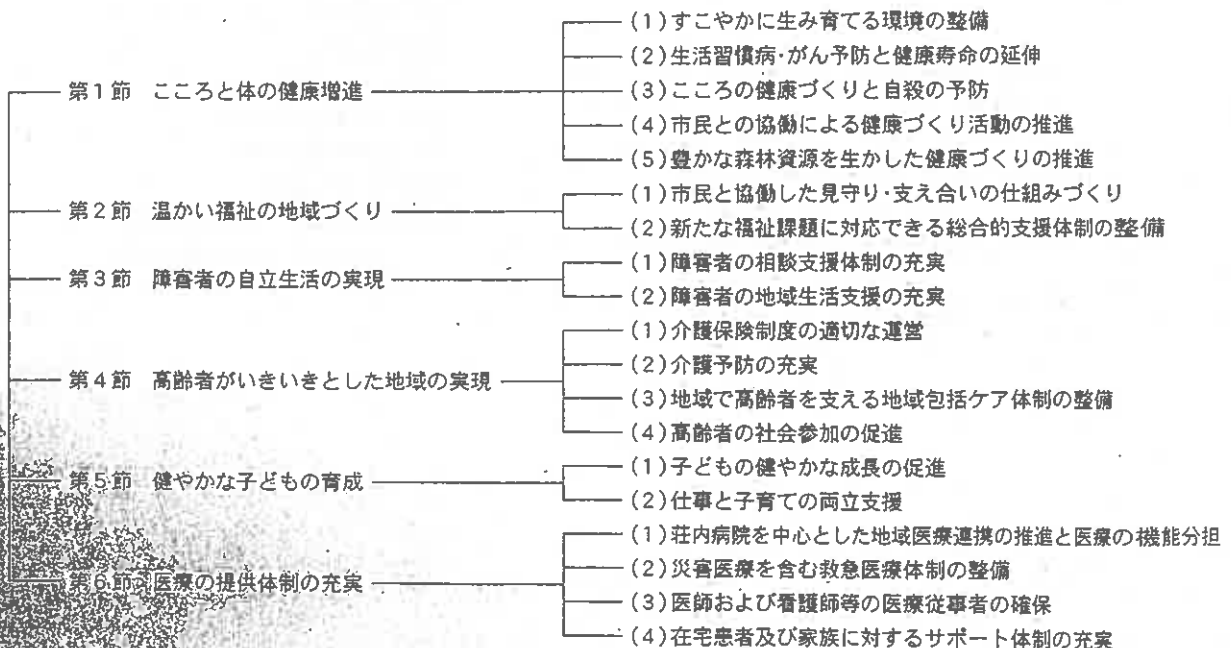 第1節 こころと体の健康増進
(1)すこやかに生み育てる環境の整備
(2)生活習慣病・がん予防と健康寿命の延伸
(3)こころの健康づくりと自殺の予防
(4)市民との協働による健康づくり活動の推進
(5)豊かな森林資源を生かした健康づくりの推進
第2節 温かい福祉の地域づくり
(1)市民と協働した見守り・支え合いの仕組みづくり
(2)新たな福祉課題に対応できる総合的支援体制の整備
第3節 障害者の自立生活の実現
(1)障害者の相談支援体制の充実
(2)障害者の地域生活支援の充実
第4節 高齢者がいきいきとした地域の実現
(1)介護保険制度の適切な運営
(2)介護予防の充実
(3)地域で高齢者を支える地域包括ケア体制の整備
(4)高齢者の社会参加の促進
第5節 健やかな子どもの育成
(1)子どもの健やかな成長の促進
(2)仕事と子育ての両立支援
第6節 医療の提供体制の充実
(1)荘内病院を中心とした地域医療連携の推進と医療の機能分担
(2)災害医療を含む救急医療体制の整備
(3)医師および看護師等の医療従事者の確保
(4)在宅患者及び家族に対するサポート体制の充実